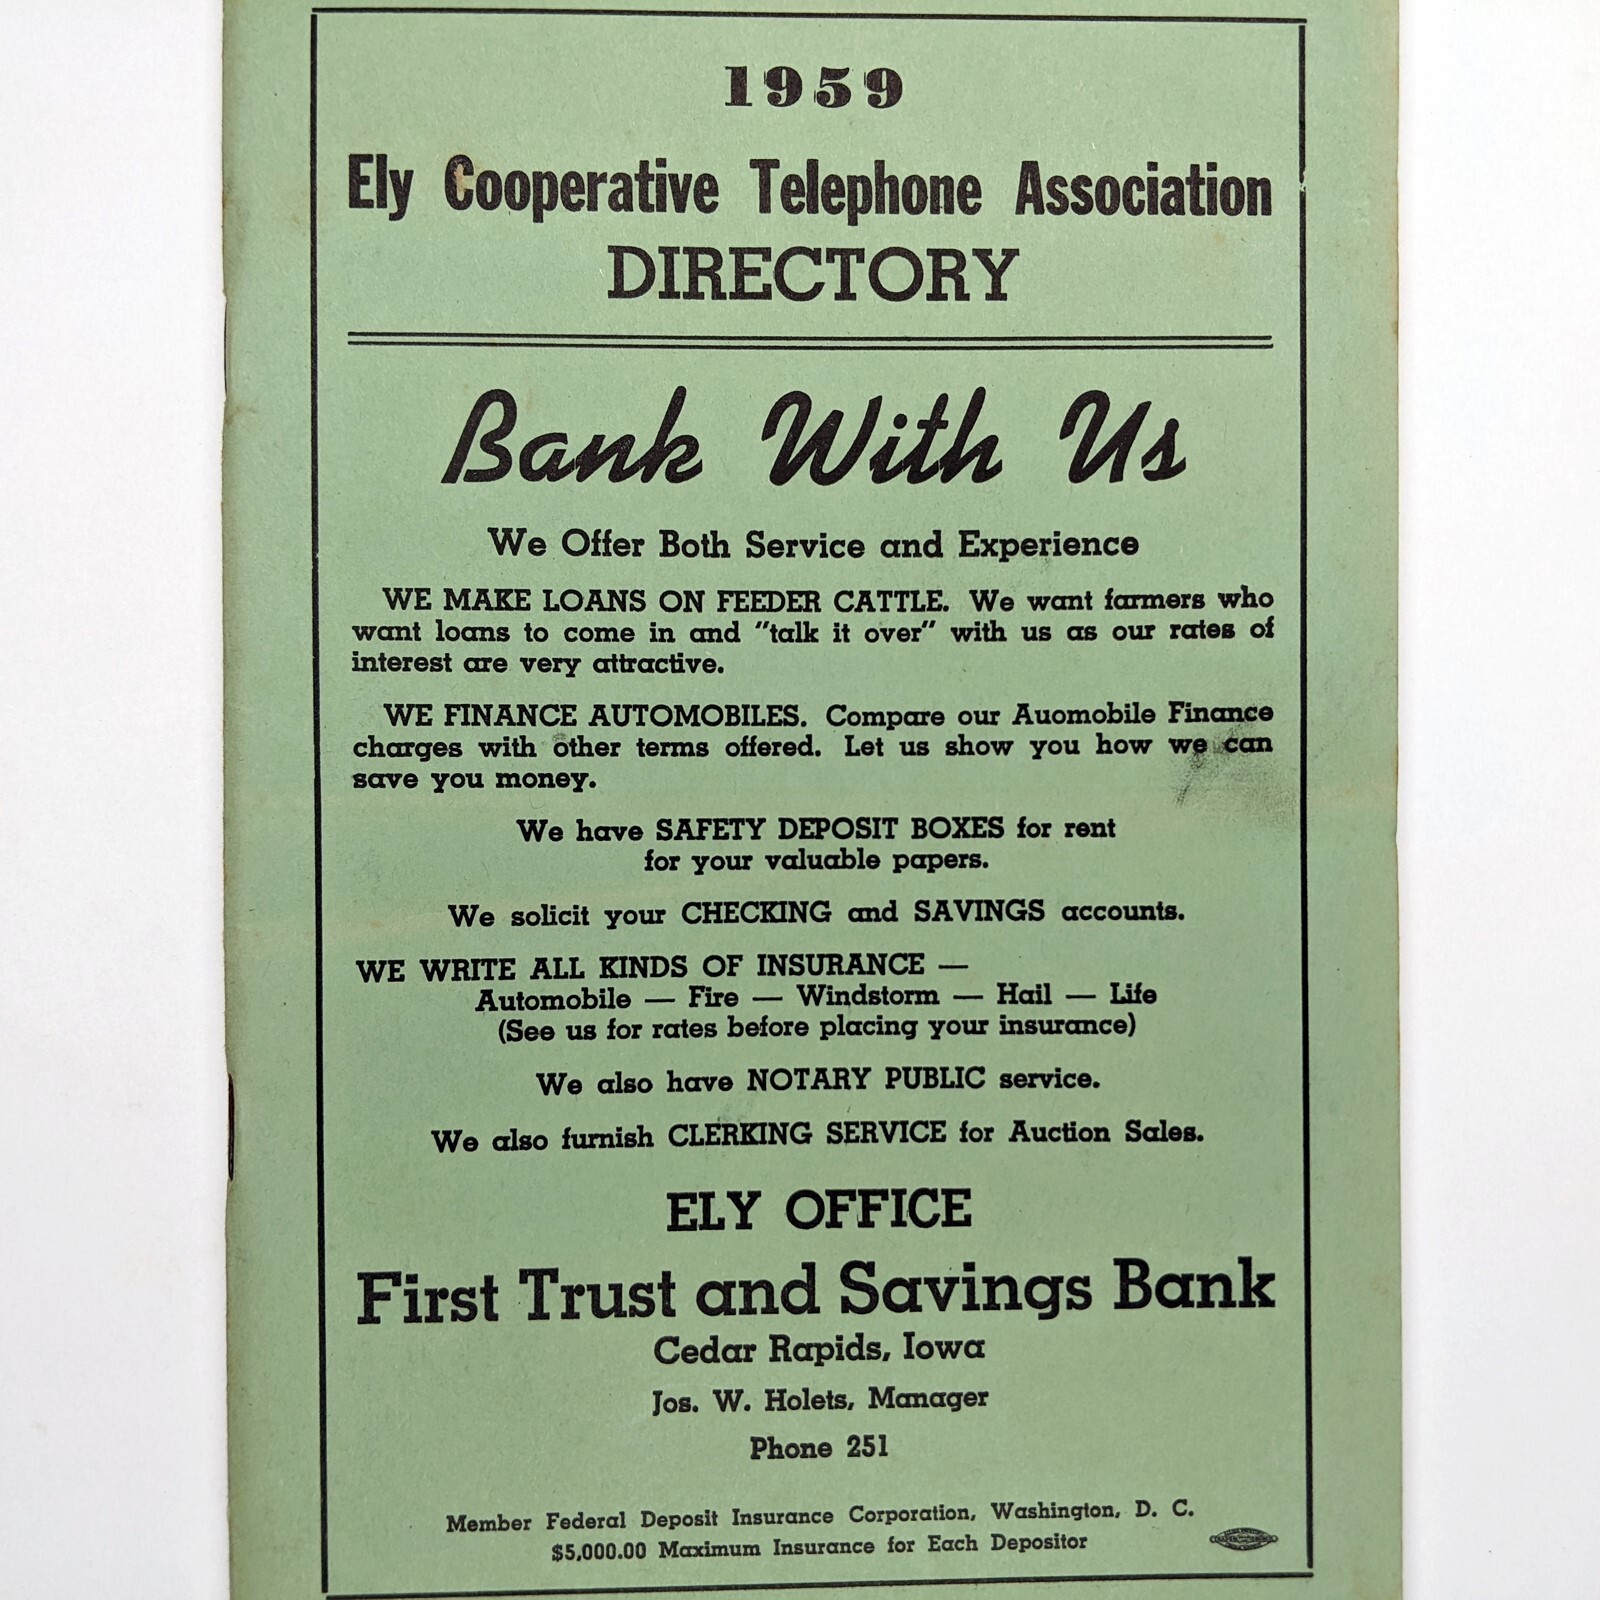 1959
Ely Cooperative Telephone Association
DIRECTORY
Bank With Us
We Offer Both Service and Experience
WE MAKE LOANS ON FEEDER CATTLE. We want farmers who
want loans to come in and "talk it over" with us as our rates of
interest are very attractive.
WE FINANCE AUTOMOBILES. Compare our Auomobile Finance
charges with other terms offered. Let us show you how we can
save you money.
We have SAFETY DEPOSIT BOXES for rent
for your valuable papers.
We solicit your CHECKING and SAVINGS accounts.
WE WRITE ALL KINDS OF INSURANCE —
Automobile — Fire — Windstorm — Hail — Life
(See us for rates before placing your insurance)
We also have NOTARY PUBLIC service.
We also furnish CLERKING SERVICE for Auction Sales.
ELY OFFICE
First Trust and Savings Bank
Cedar Rapids, Iowa
Jos. W. Holets, Manager
Phone 251
Member Federal Deposit Insurance Corporation, Washington, D. C.
$5,000.00 Maximum Insurance for Each Depositor